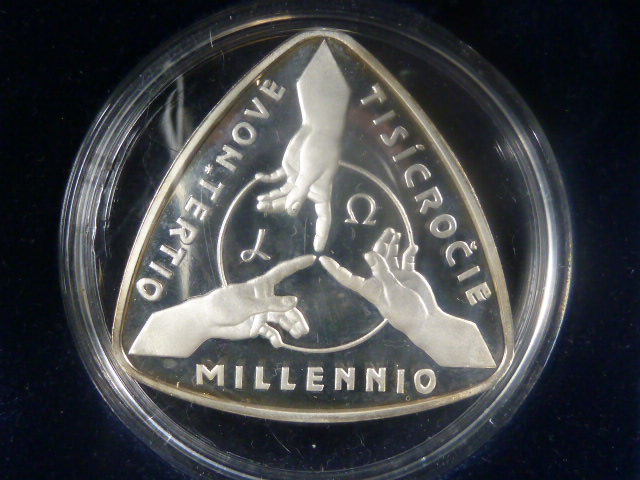 TERTIO · NOVÉ
TISÍCROČIE
α Ω
MILLENNIO